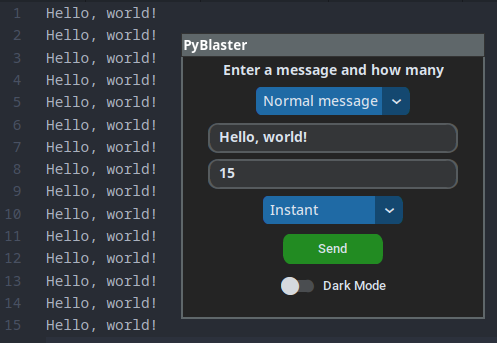 1 Hello, world!
2 Hello, world!
3 Hello, world!
4 Hello, world!
5 Hello, world!
6 Hello, world!
7 Hello, world!
8 Hello, world!
9 Hello, world!
10 Hello, world!
11 Hello, world!
12 Hello, world!
13 Hello, world!
14 Hello, world!
15 Hello, world!
PyBlaster
Enter a message and how many
Normal message
Hello, world!
15
Instant
Send
Dark Mode